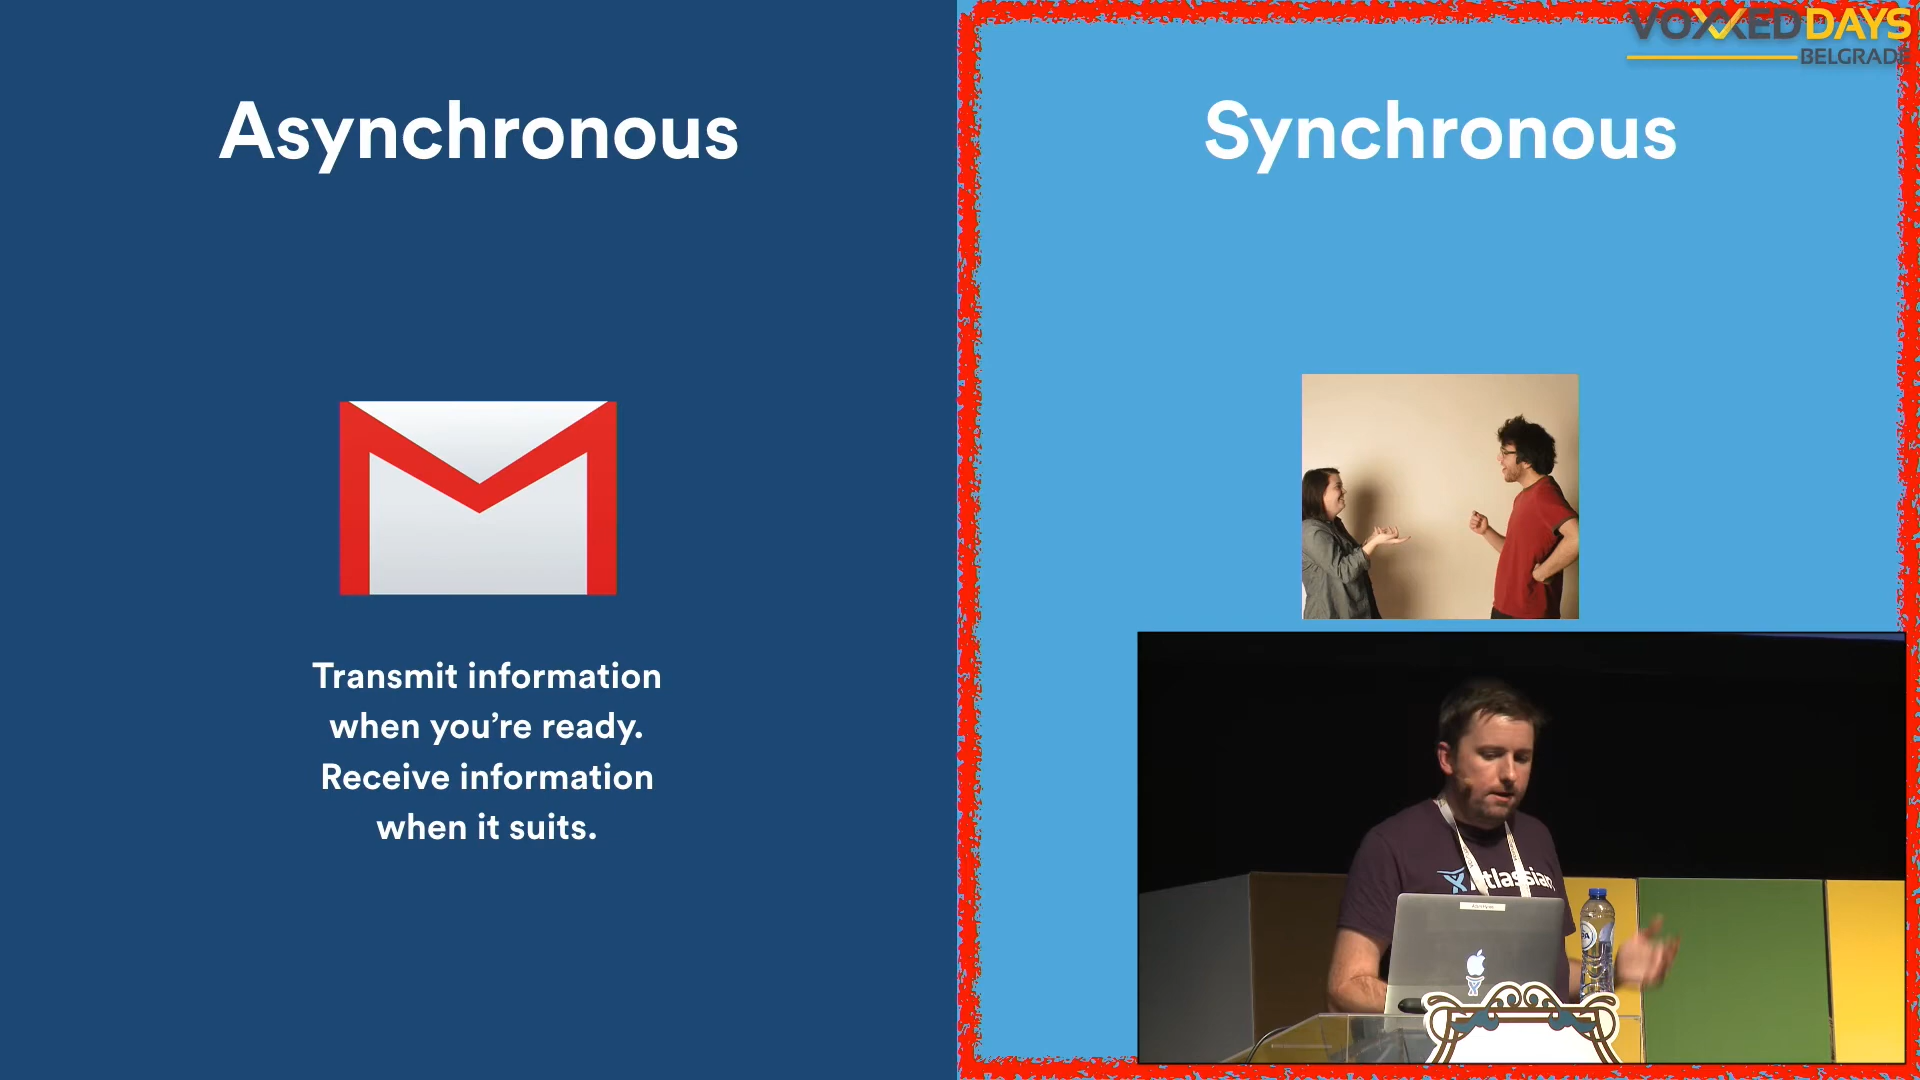 VOXXED DAYS
BELGRADE
Asynchronous
Synchronous
Transmit information
when you’re ready.
Receive information
when it suits.
Atlassian